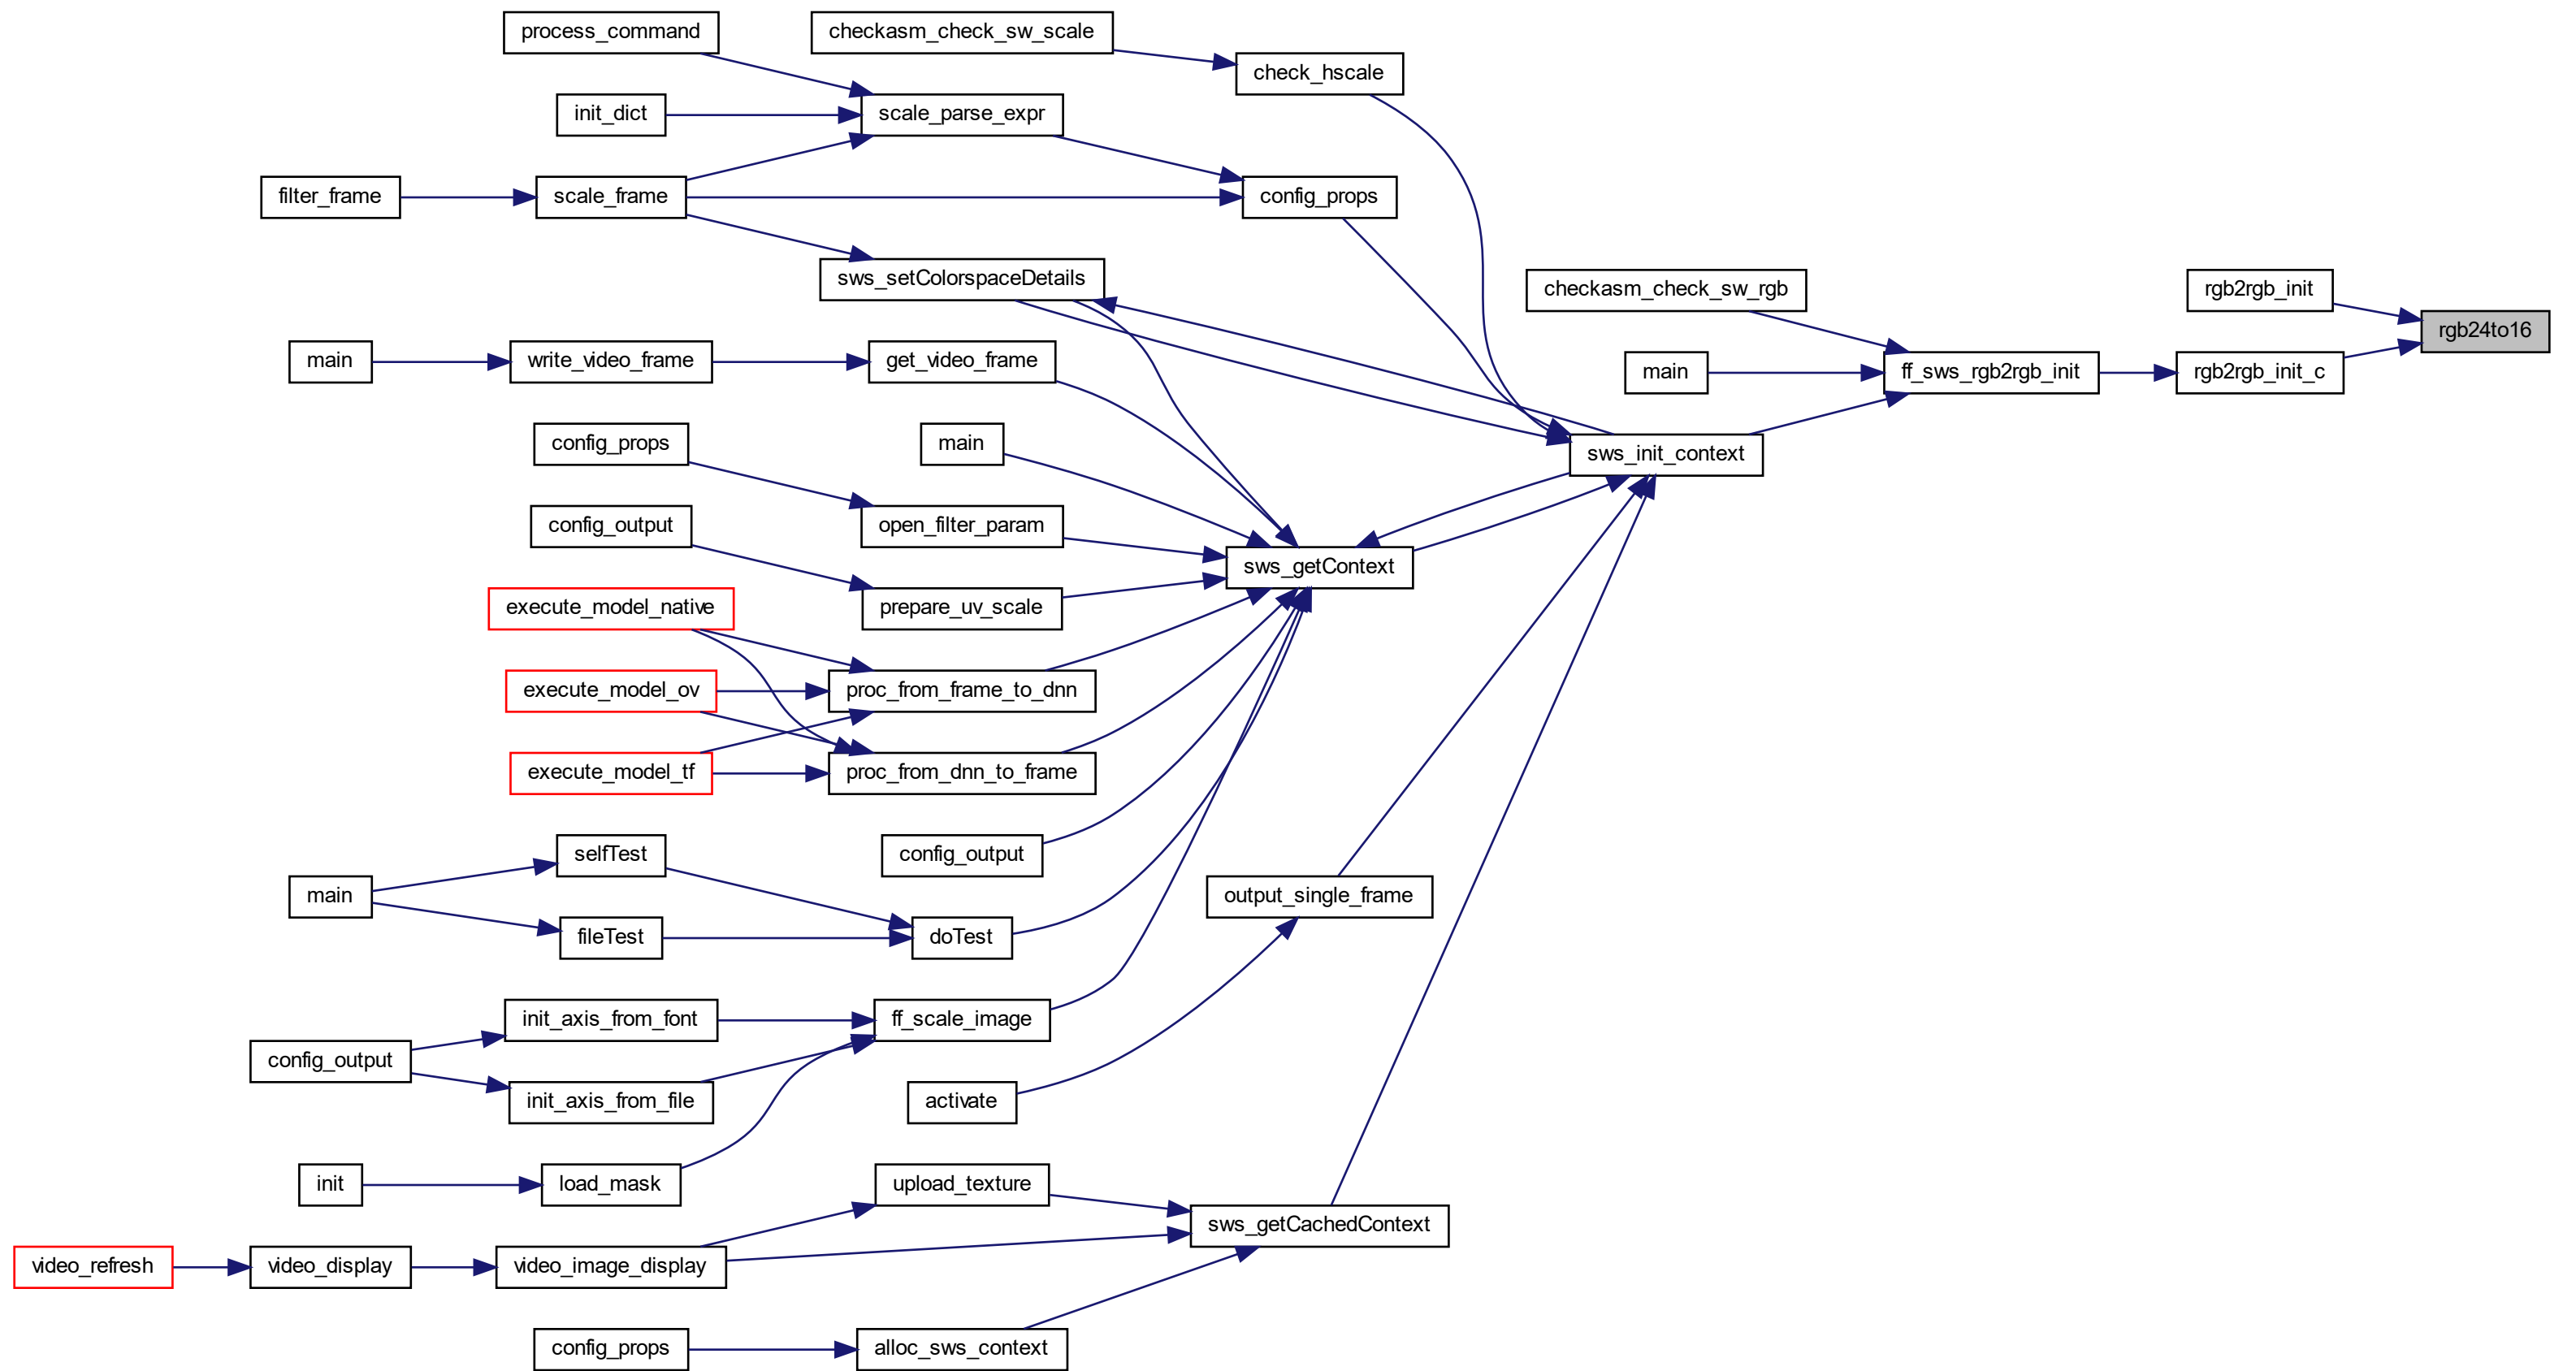 process_command
checkasm_check_sw_scale
check_hscale
init_dict
scale_parse_expr
filter_frame
scale_frame
config_props
sws_setColorspaceDetails
checkasm_check_sw_rgb
rgb2rgb_init
rgb24to16
main
write_video_frame
get_video_frame
main
ff_sws_rgb2rgb_init
rgb2rgb_init_c
config_props
main
sws_init_context
config_output
open_filter_param
sws_getContext
execute_model_native
prepare_uv_scale
execute_model_ov
proc_from_frame_to_dnn
execute_model_tf
proc_from_dnn_to_frame
selfTest
config_output
main
output_single_frame
fileTest
doTest
init_axis_from_font
ff_scale_image
config_output
init_axis_from_file
activate
init
load_mask
upload_texture
sws_getCachedContext
video_refresh
video_display
video_image_display
config_props
alloc_sws_context